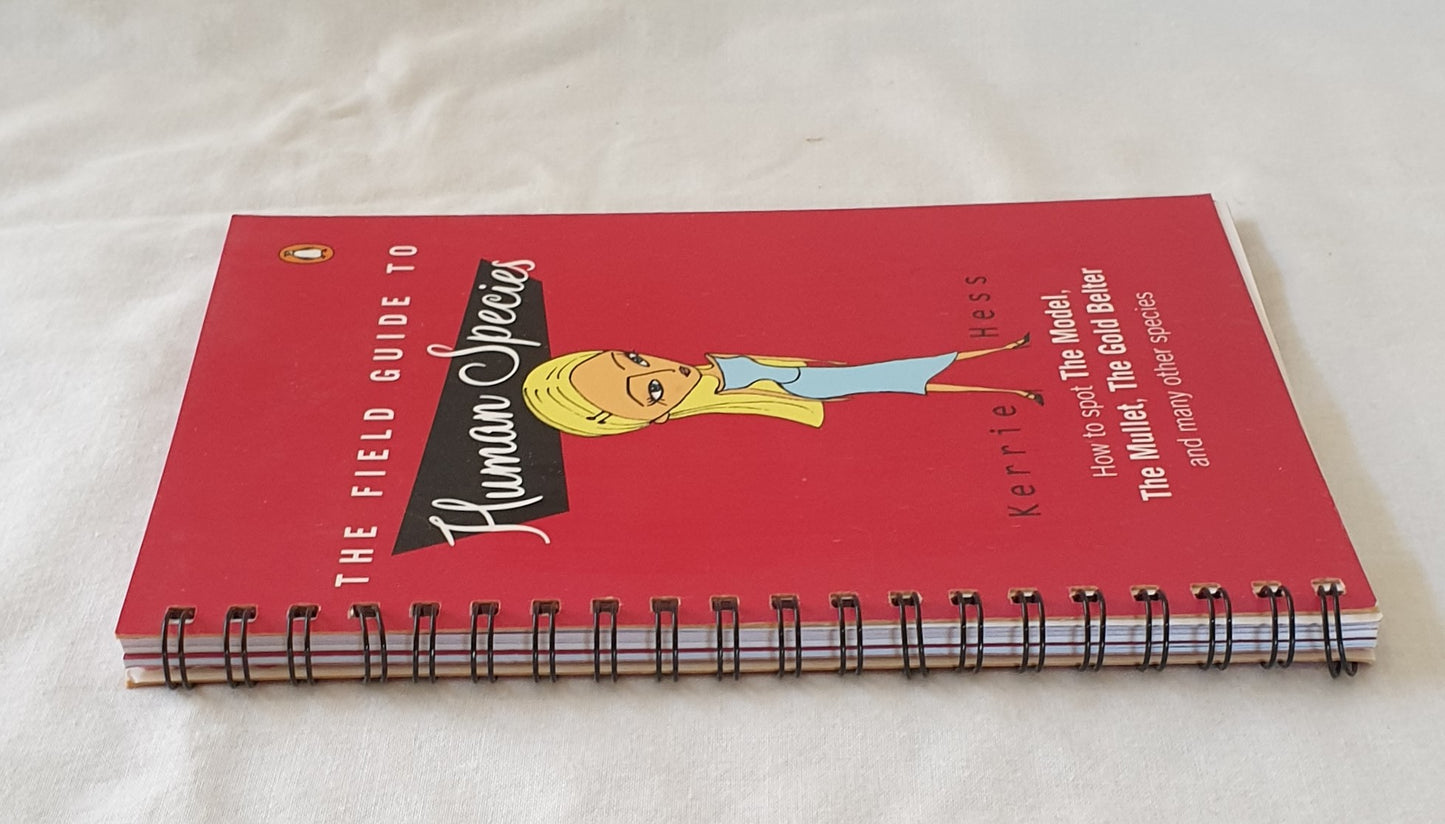 THE FIELD GUIDE TO
Human Species
Kerrie Hess
How to spot The Model,
The Mullet, The Gold Belter
and many other species